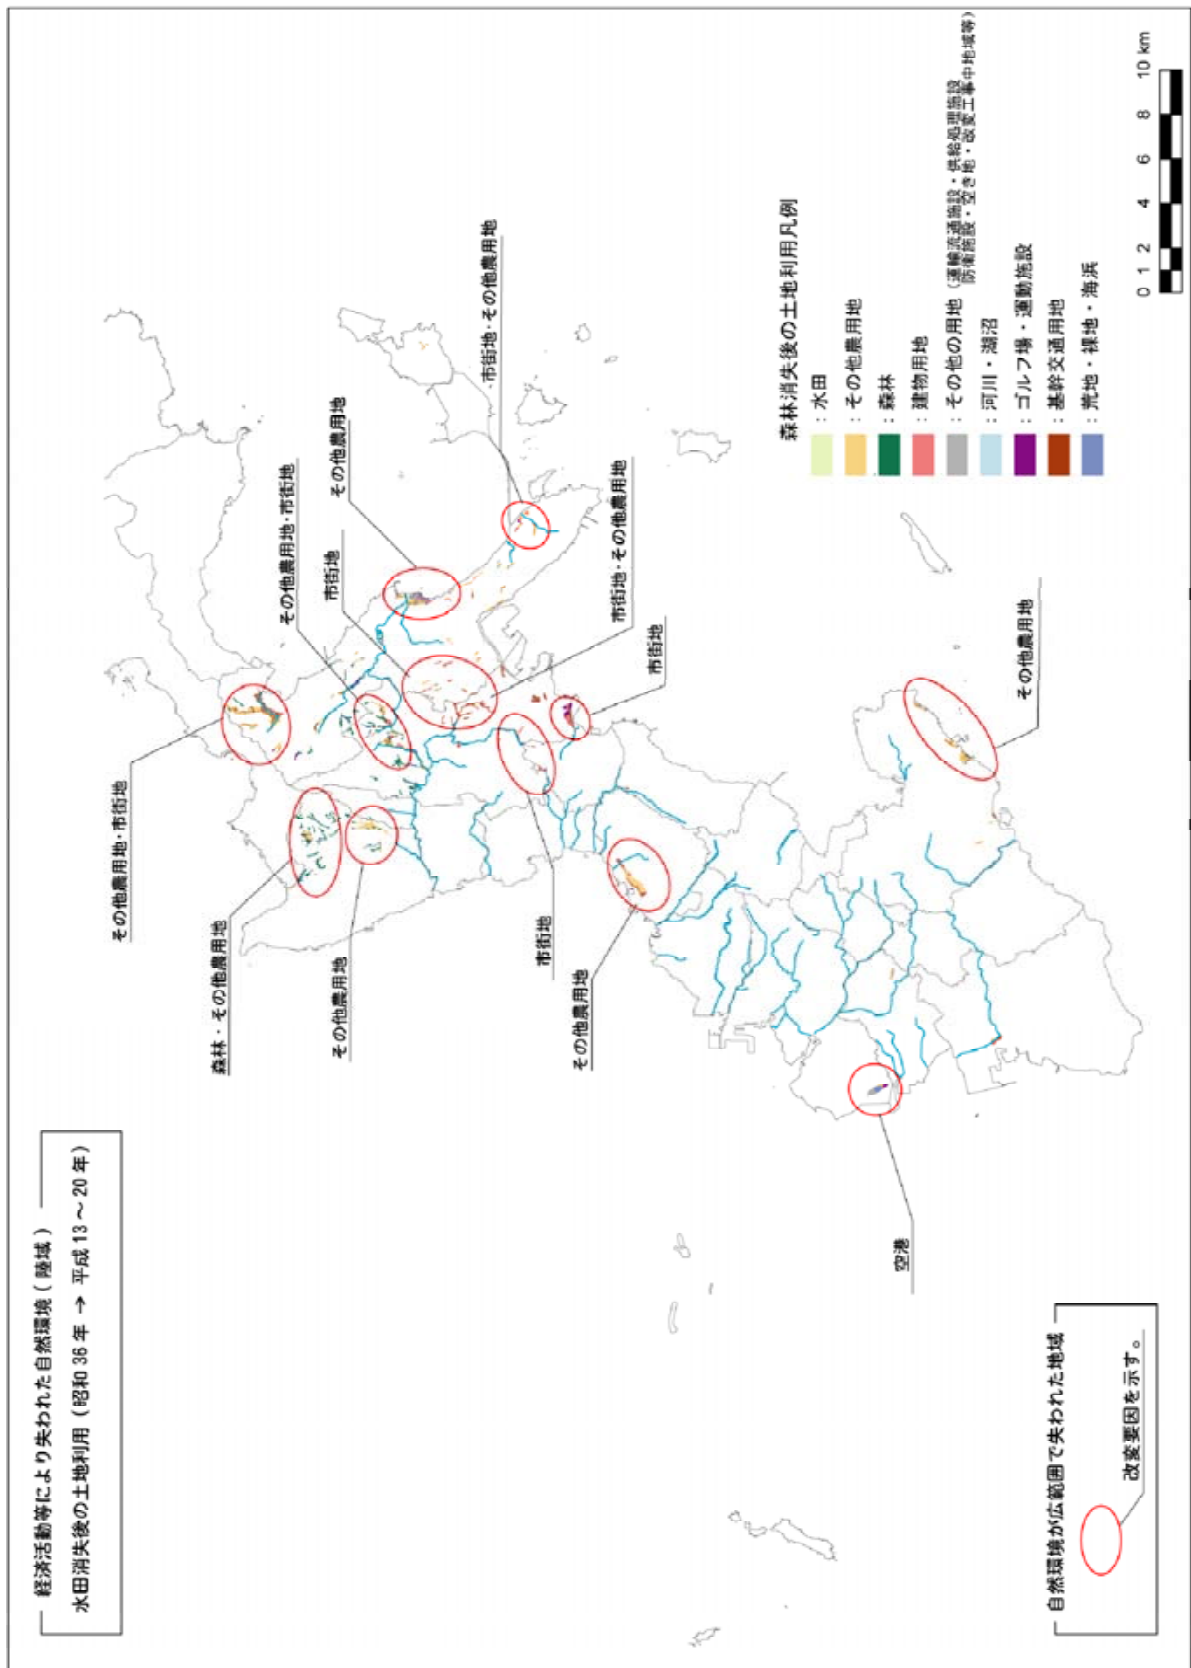 経済活動等により失われた自然環境(陸域)
水田消失後の土地利用(昭和36年 → 平成13~20年)
その他農用地・市街地
森林・その他農用地
その他農用地
その他農用地・市街地
市街地
その他農用地
市街地・その他農用地
市街地・その他農用地
市街地
市街地
その他農用地
その他農用地
空港
森林消失後の土地利用凡例
:水田
:その他農用地
:森林
:建物用地
:その他の用地(運輸流通施設・供給処理施設
防衛施設・空き地・改変工事中地域等)
:河川・湖沼
:ゴルフ場・運動施設
:基幹交通用地
:荒地・裸地・海浜
0 1 2 4 6 8 10 km
自然環境が広範囲で失われた地域
改変要因を示す。